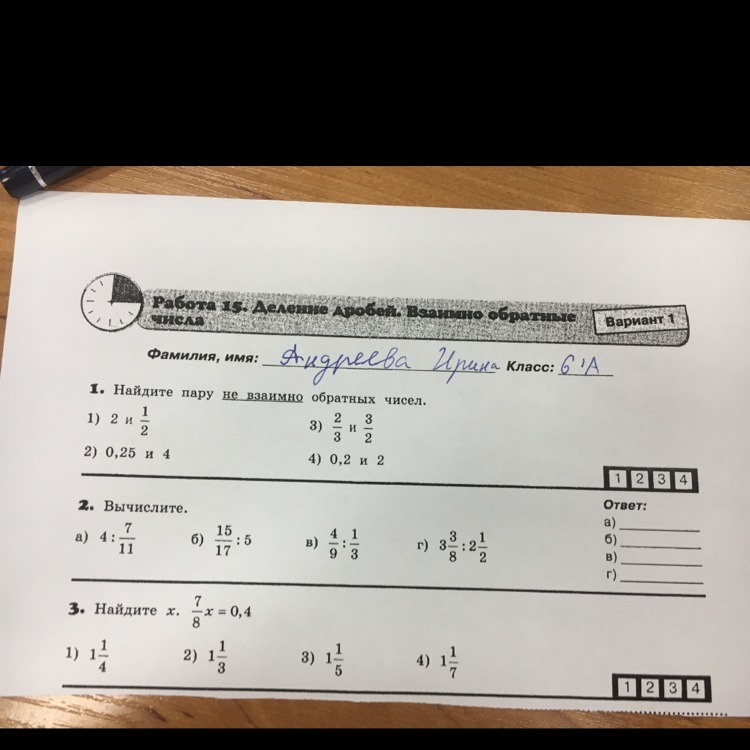 Работа 15. Деление дробей. Взаимно обратные числа
Вариант 1
Фамилия, имя: Андреева Ирина Класс: 6 'А
1. Найдите пару не взаимно обратных чисел.
1) 2 и 1/2 3) 2/3 и 3/2
2) 0,25 и 4 4) 0,2 и 2
1 2 3 4
2. Вычислите. Ответ:
а) 4 : 7/11 б) 15/17 : 5 в) 4/9 : 1/3 г) 3 3/8 : 2 1/2
а)
б)
в)
г)
3. Найдите x. 7/8 x = 0,4
1) 1 1/4 2) 1 1/3 3) 1 1/5 4) 1 1/7
1 2 3 4